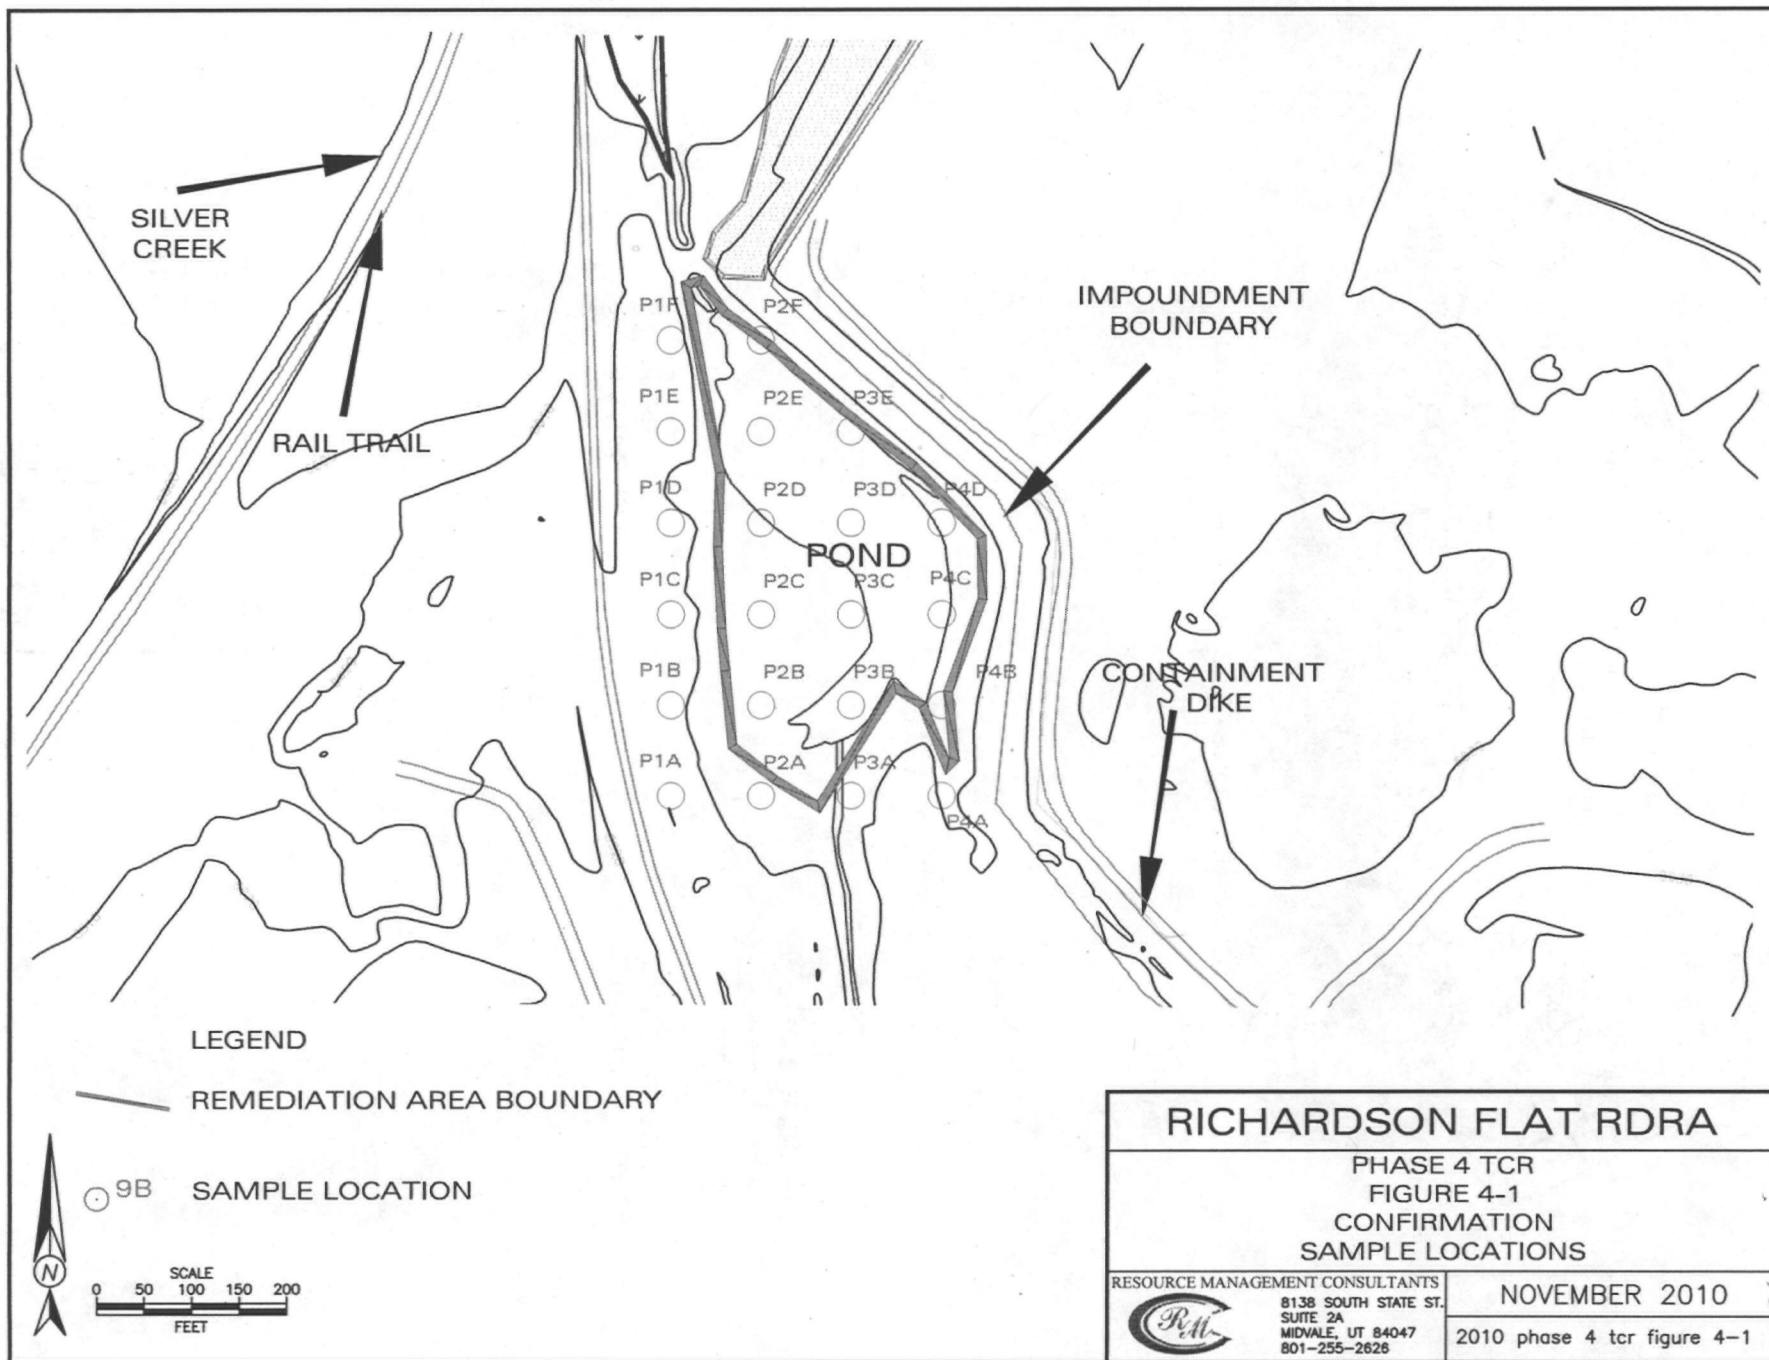 SILVER
CREEK
RAIL TRAIL
IMPOUNDMENT
BOUNDARY
P1F
P2F
P1E
P2E
P3E
P1D
P2D
P3D
P4D
POND
P1C
P2C
P3C
P4C
P1B
P2B
P3B
P4B
CONTAINMENT
DIKE
P1A
P2A
P3A
P4A
LEGEND
REMEDIATION AREA BOUNDARY
9B
SAMPLE LOCATION
N
SCALE
0 50 100 150 200
FEET
RICHARDSON FLAT RDRA
PHASE 4 TCR
FIGURE 4-1
CONFIRMATION
SAMPLE LOCATIONS
RESOURCE MANAGEMENT CONSULTANTS
RMC
8138 SOUTH STATE ST.
SUITE 2A
MIDVALE, UT 84047
801-255-2626
NOVEMBER 2010
2010 phase 4 tcr figure 4-1